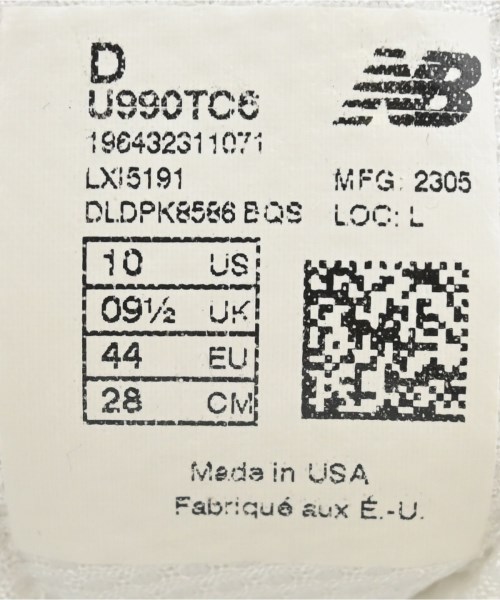 D
NB
U990TC6
196432311071
LXI5191
MFG: 2305
DLDPK8586 BQS
LOC: L
10 US
09½ UK
44 EU
28 CM
Made in USA
Fabriqué aux É.-U.